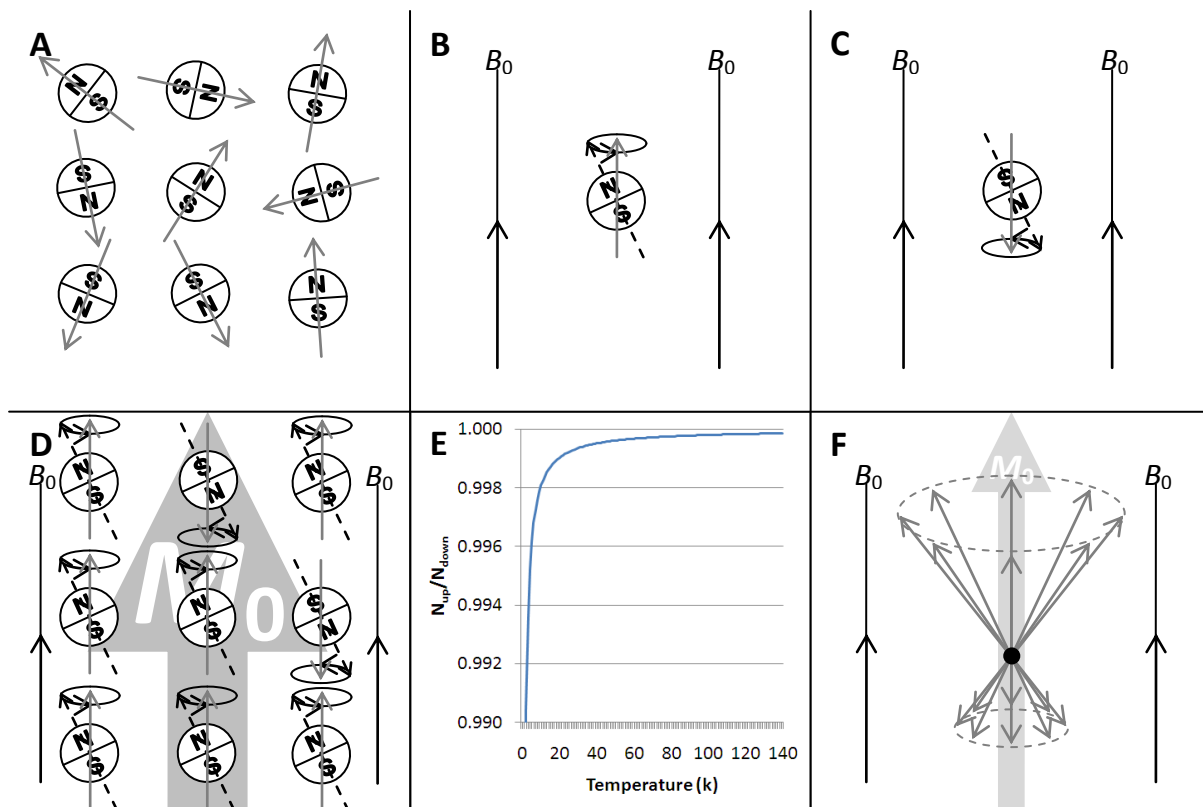 A
N S
S N
N S
S N
N S
S N
S N
S N
N S
B
B0 B0
N S
C
B0 B0
S N
D
B0 B0
N S
S N
N S
N S
N S
S N
N S
N S
N S
M0
E
1.000
0.998
0.996
0.994
0.992
0.990
Nup/Ndown
0 20 40 60 80 100 120 140
Temperature (k)
F
M0
B0 B0